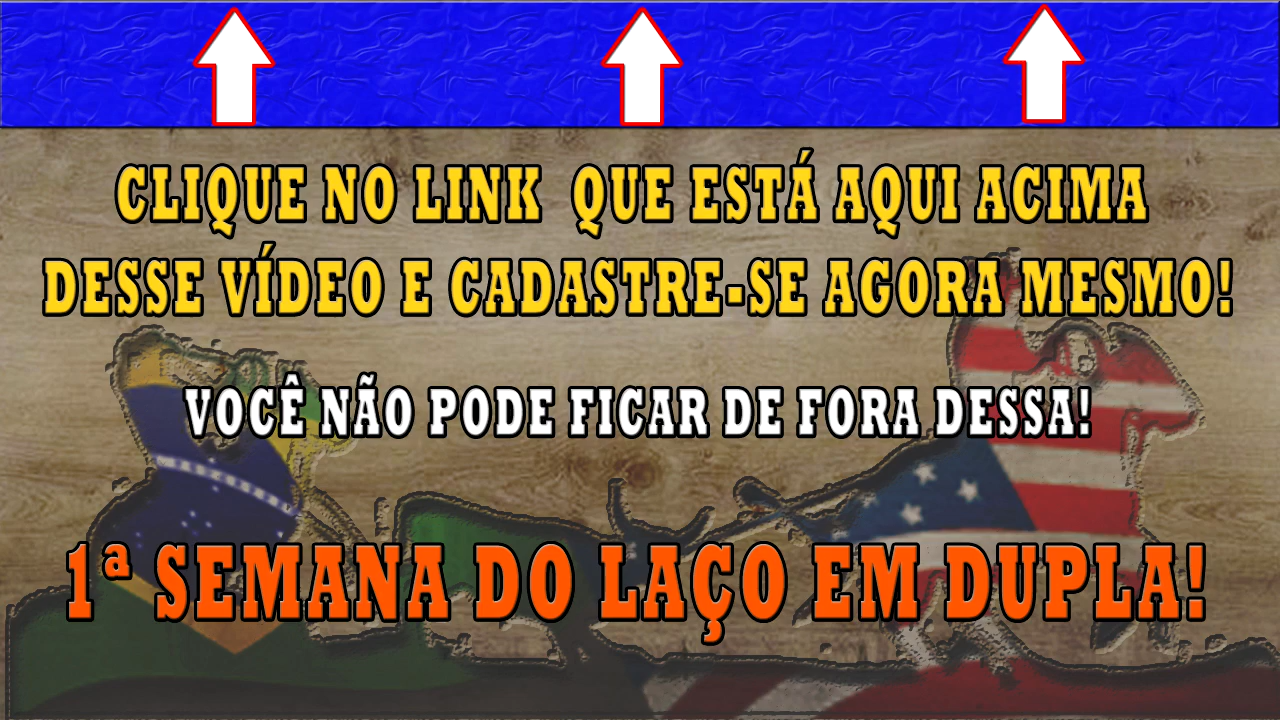 CLIQUE NO LINK QUE ESTÁ AQUI ACIMA
DESSE VÍDEO E CADASTRE-SE AGORA MESMO!
VOCÊ NÃO PODE FICAR DE FORA DESSA!
1ª SEMANA DO LAÇO EM DUPLA!